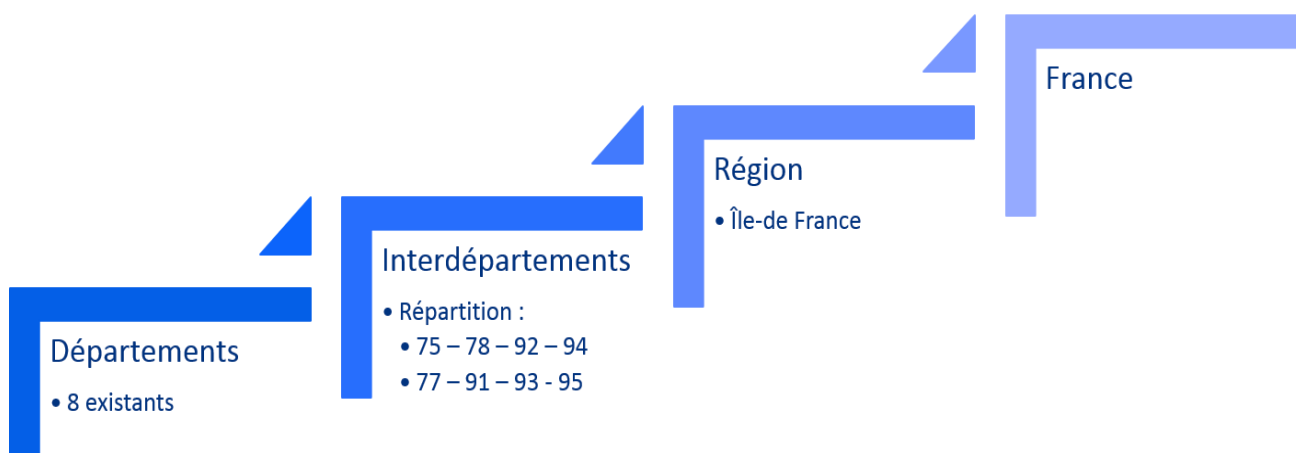 Départements
• 8 existants
Interdépartements
• Répartition :
• 75 – 78 – 92 – 94
• 77 – 91 – 93 - 95
Région
• Île-de France
France